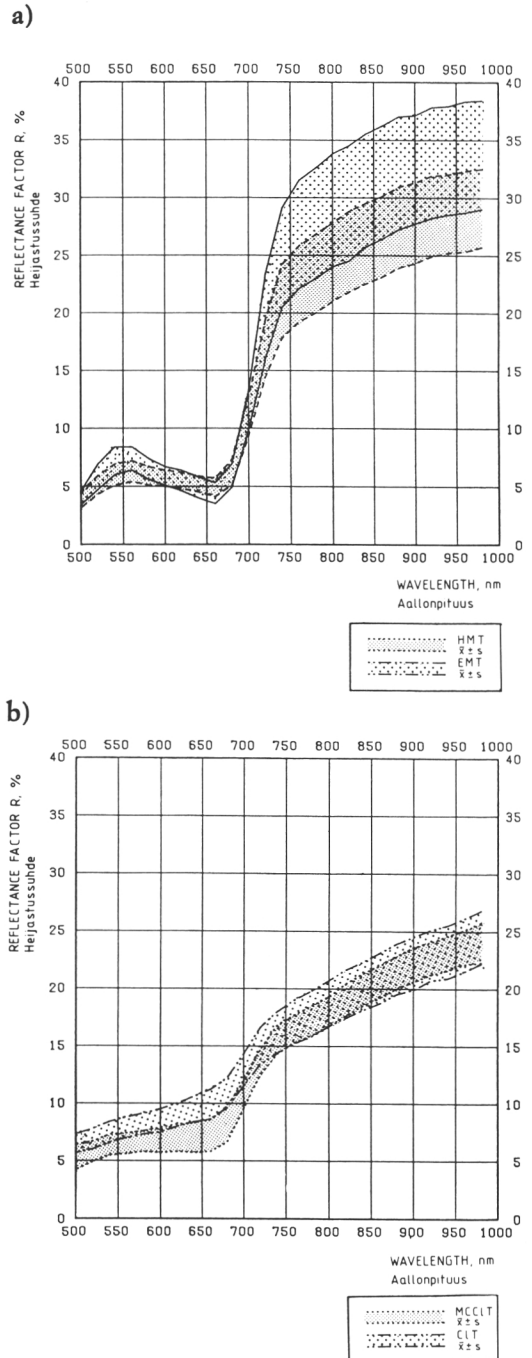 a)
500 550 600 650 700 750 800 850 900 950 1000
REFLECTANCE FACTOR R, %
Heijastussuhde
40 40
35 35
30 30
25 25
20 20
15 15
10 10
5 5
0 0
500 550 600 650 700 750 800 850 900 950 1000
WAVELENGTH, nm
Aallonpituus
HMT
x̄ ± s
EMT
x̄ ± s
b)
500 550 600 650 700 750 800 850 900 950 1000
REFLECTANCE FACTOR R, %
Heijastussuhde
40 40
35 35
30 30
25 25
20 20
15 15
10 10
5 5
0 0
500 550 600 650 700 750 800 850 900 950 1000
WAVELENGTH, nm
Aallonpituus
MCClT
x̄ ± s
ClT
x̄ ± s